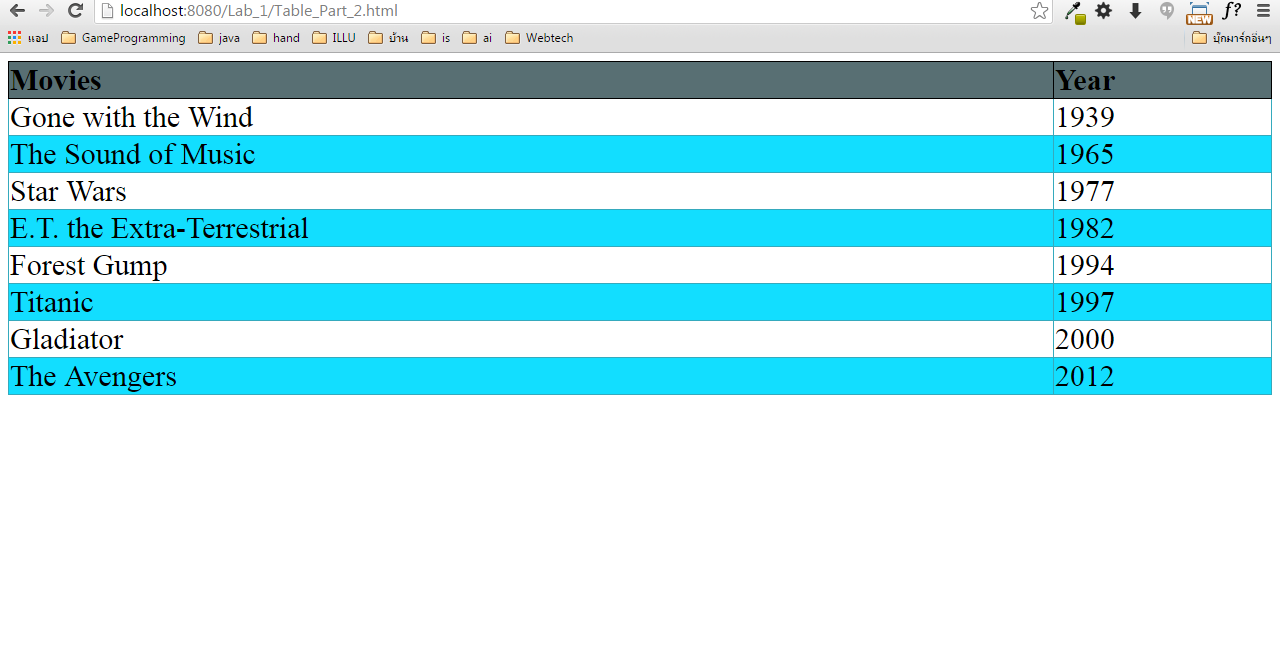 localhost:8080/Lab_1/Table_Part_2.html
NEW f?
แอป GameProgramming java hand ILLU บ้าน is ai Webtech บุ๊กมาร์กอื่นๆ
Movies Year
Gone with the Wind 1939
The Sound of Music 1965
Star Wars 1977
E.T. the Extra-Terrestrial 1982
Forest Gump 1994
Titanic 1997
Gladiator 2000
The Avengers 2012